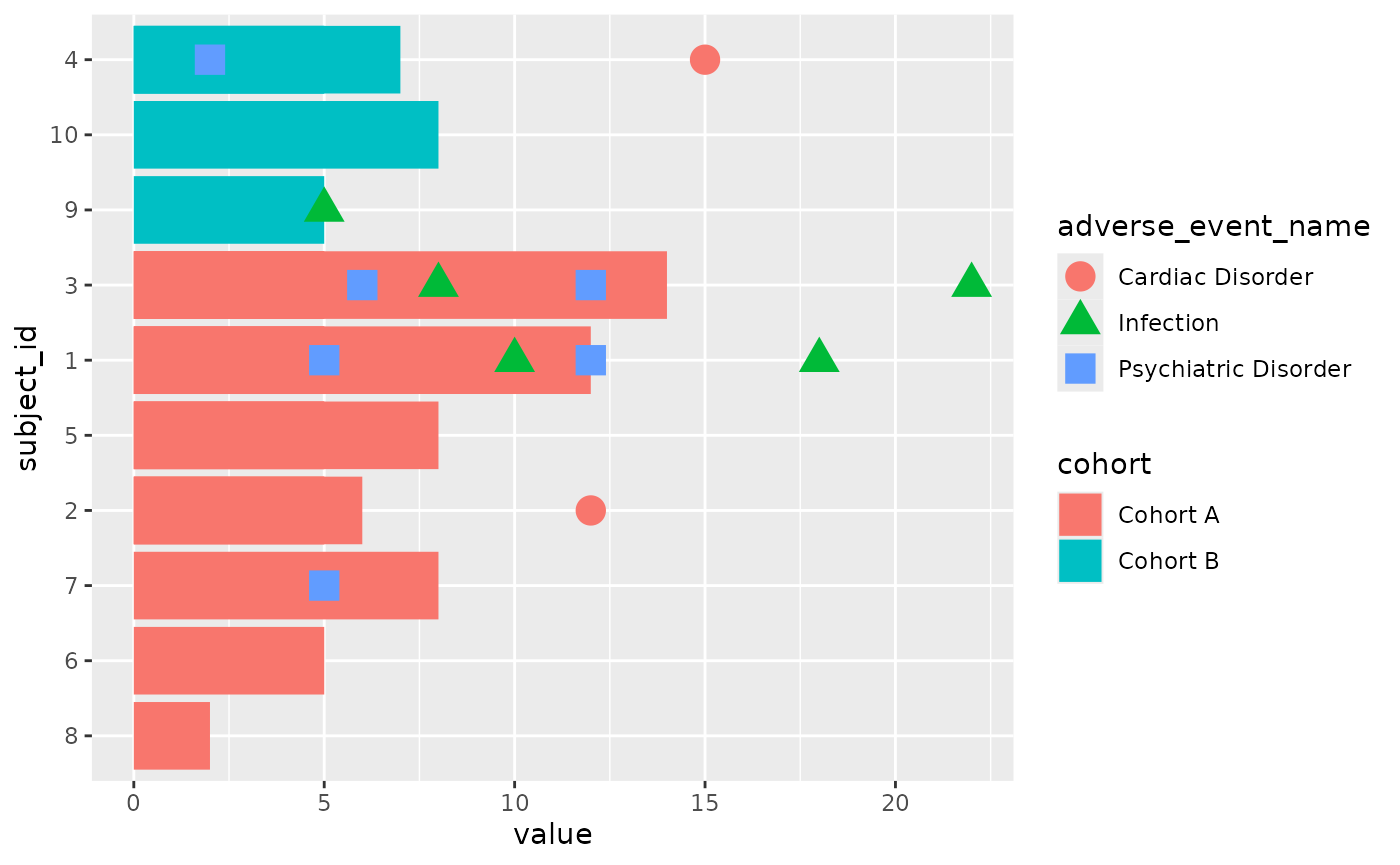 4
10
9
3
1
5
2
7
6
8
subject_id
0 5 10 15 20
value
adverse_event_name
Cardiac Disorder
Infection
Psychiatric Disorder
cohort
Cohort A
Cohort B